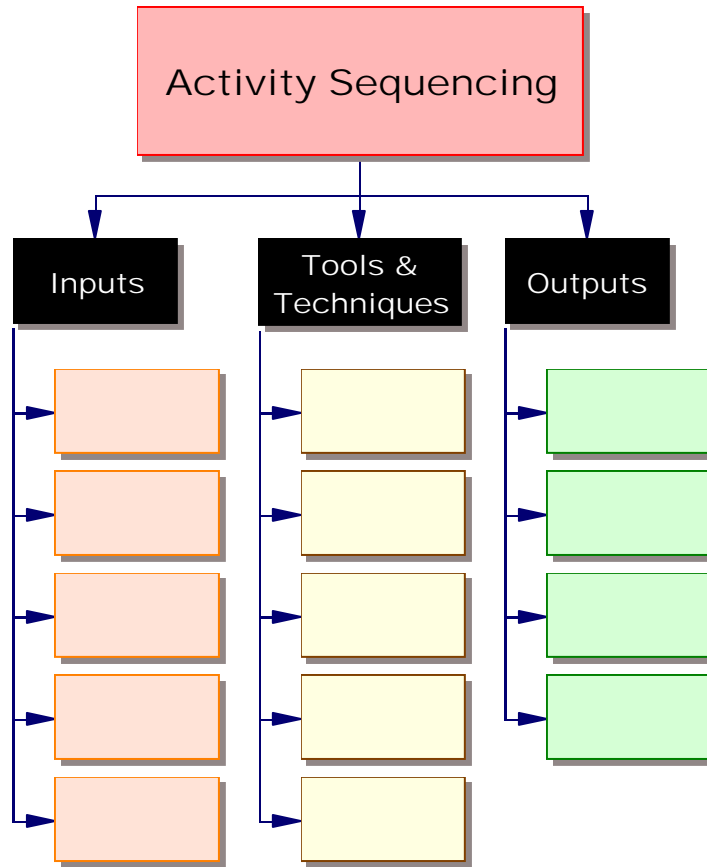 Activity Sequencing
Inputs
Tools &
Techniques
Outputs